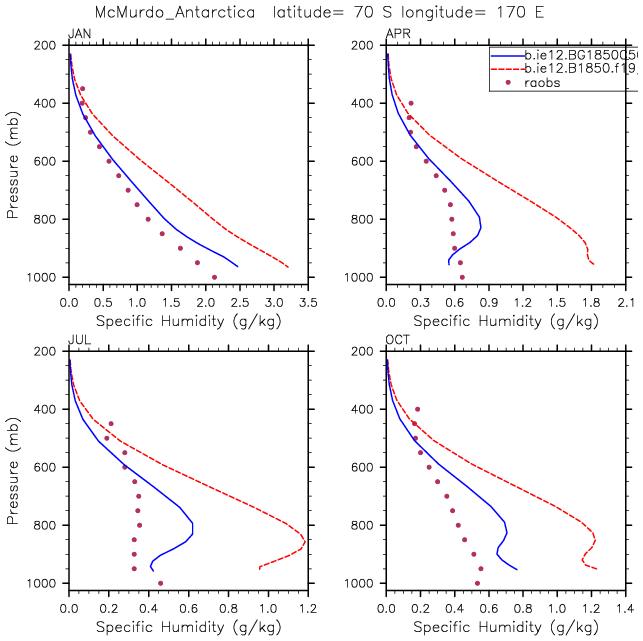 McMurdo_Antarctica latitude= 70 S longitude= 170 E
JAN
200
400
600
800
1000
Pressure (mb)
0.0 0.5 1.0 1.5 2.0 2.5 3.0 3.5
Specific Humidity (g/kg)
APR
b.ie12.BG1850C5
b.ie12.B1850.f19
raobs
200
400
600
800
1000
0.0 0.3 0.6 0.9 1.2 1.5 1.8 2.1
Specific Humidity (g/kg)
JUL
200
400
600
800
1000
Pressure (mb)
0.0 0.2 0.4 0.6 0.8 1.0 1.2
Specific Humidity (g/kg)
OCT
200
400
600
800
1000
0.0 0.2 0.4 0.6 0.8 1.0 1.2 1.4
Specific Humidity (g/kg)